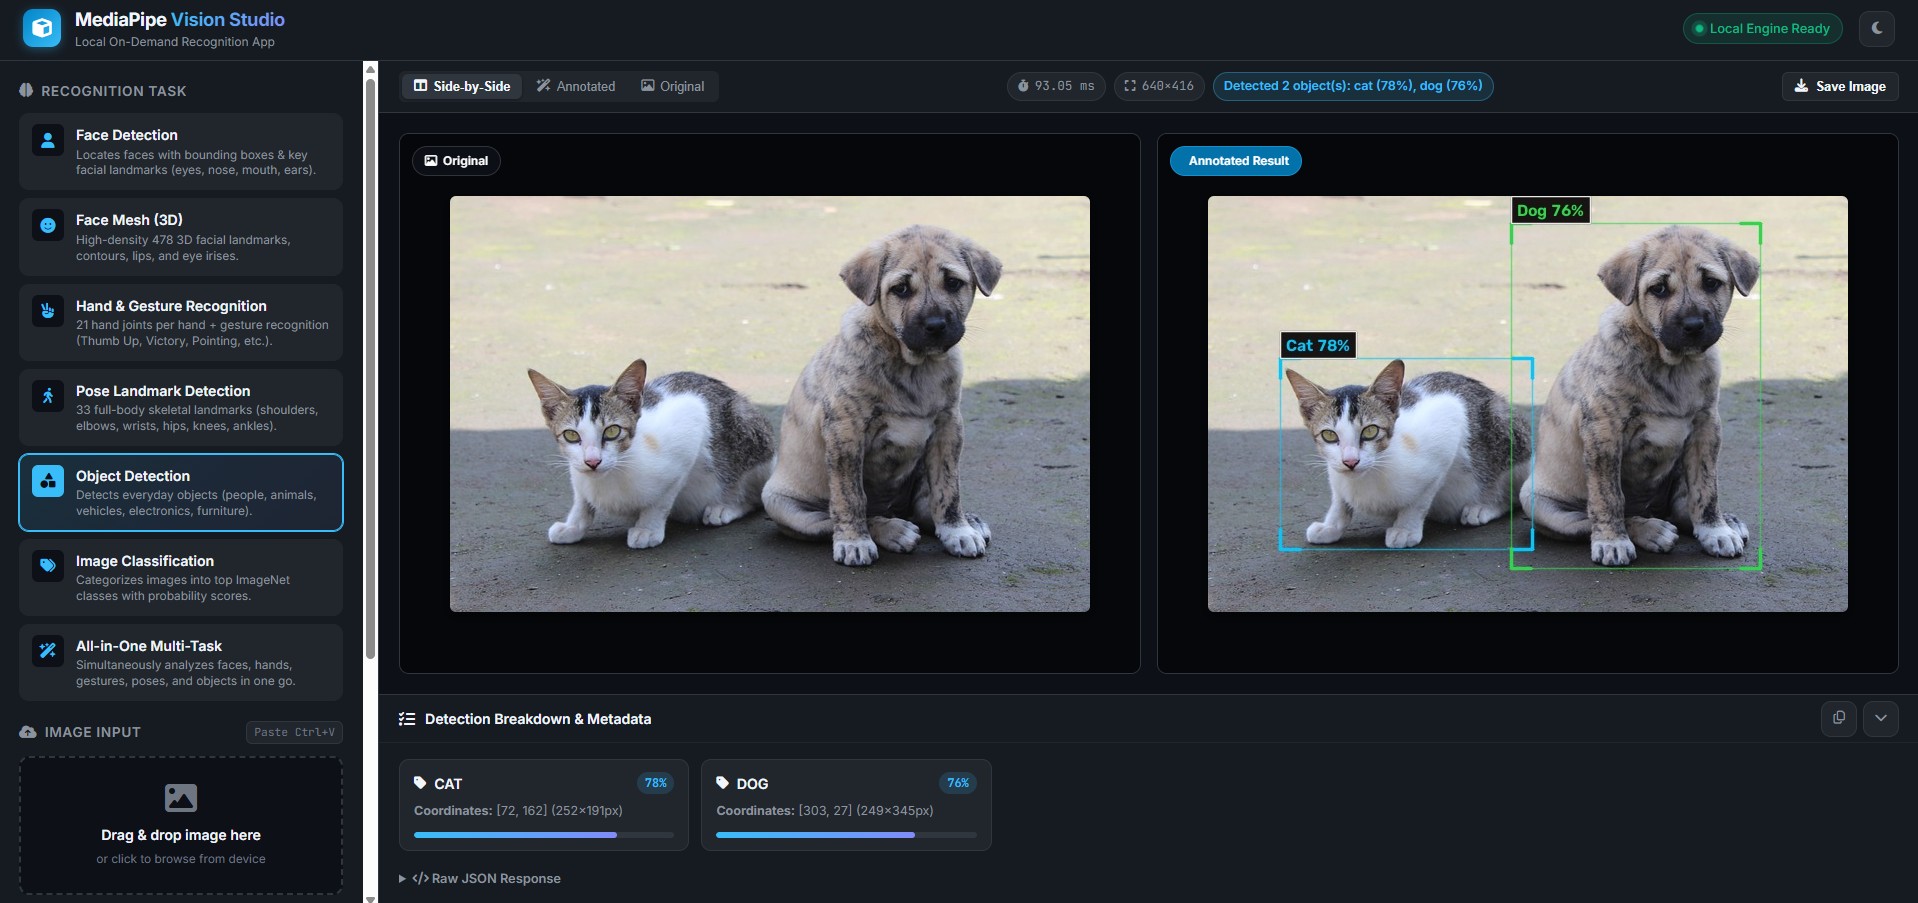 MediaPipe Vision Studio
Local On-Demand Recognition App
Local Engine Ready
RECOGNITION TASK
Face Detection
Locates faces with bounding boxes & key
facial landmarks (eyes, nose, mouth, ears).
Face Mesh (3D)
High-density 478 3D facial landmarks,
contours, lips, and eye irises.
Hand & Gesture Recognition
21 hand joints per hand + gesture recognition
(Thumb Up, Victory, Pointing, etc.).
Pose Landmark Detection
33 full-body skeletal landmarks (shoulders,
elbows, wrists, hips, knees, ankles).
Object Detection
Detects everyday objects (people, animals,
vehicles, electronics, furniture).
Image Classification
Categorizes images into top ImageNet
classes with probability scores.
All-in-One Multi-Task
Simultaneously analyzes faces, hands,
gestures, poses, and objects in one go.
IMAGE INPUT
Paste Ctrl+V
Drag & drop image here
or click to browse from device
Side-by-Side
Annotated
Original
93.05 ms
640×416
Detected 2 object(s): cat (78%), dog (76%)
Save Image
Original
Annotated Result
Dog 76%
Cat 78%
Detection Breakdown & Metadata
CAT
78%
Coordinates: [72, 162] (252×191px)
DOG
76%
Coordinates: [303, 27] (249×345px)
</> Raw JSON Response